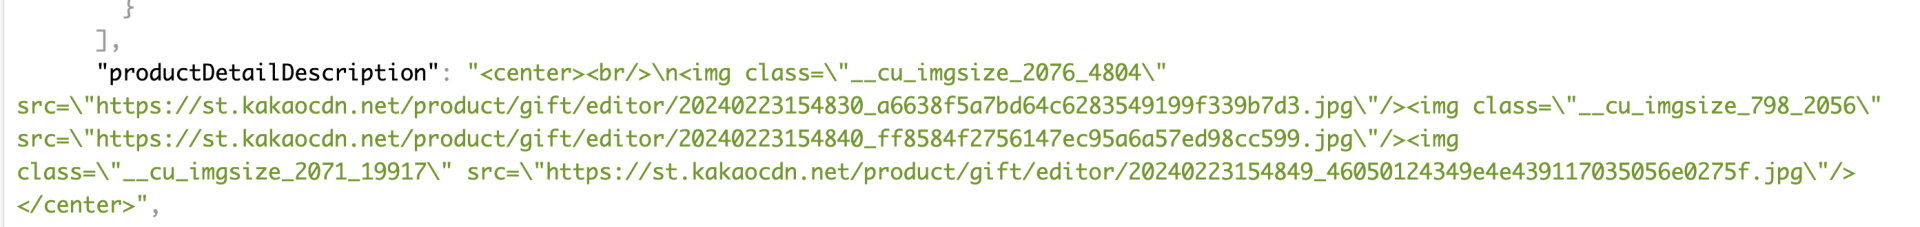 }
],
"productDetailDescription": "<center><br/>\n<img class=\"__cu_imgsize_2076_4804\"
src=\"https://st.kakaocdn.net/product/gift/editor/20240223154830_a6638f5a7bd64c6283549199f339b7d3.jpg\"/><img class=\"__cu_imgsize_798_2056\"
src=\"https://st.kakaocdn.net/product/gift/editor/20240223154840_ff8584f2756147ec95a6a57ed98cc599.jpg\"/><img
class=\"__cu_imgsize_2071_19917\" src=\"https://st.kakaocdn.net/product/gift/editor/20240223154849_46050124349e4e439117035056e0275f.jpg\"/>
</center>",